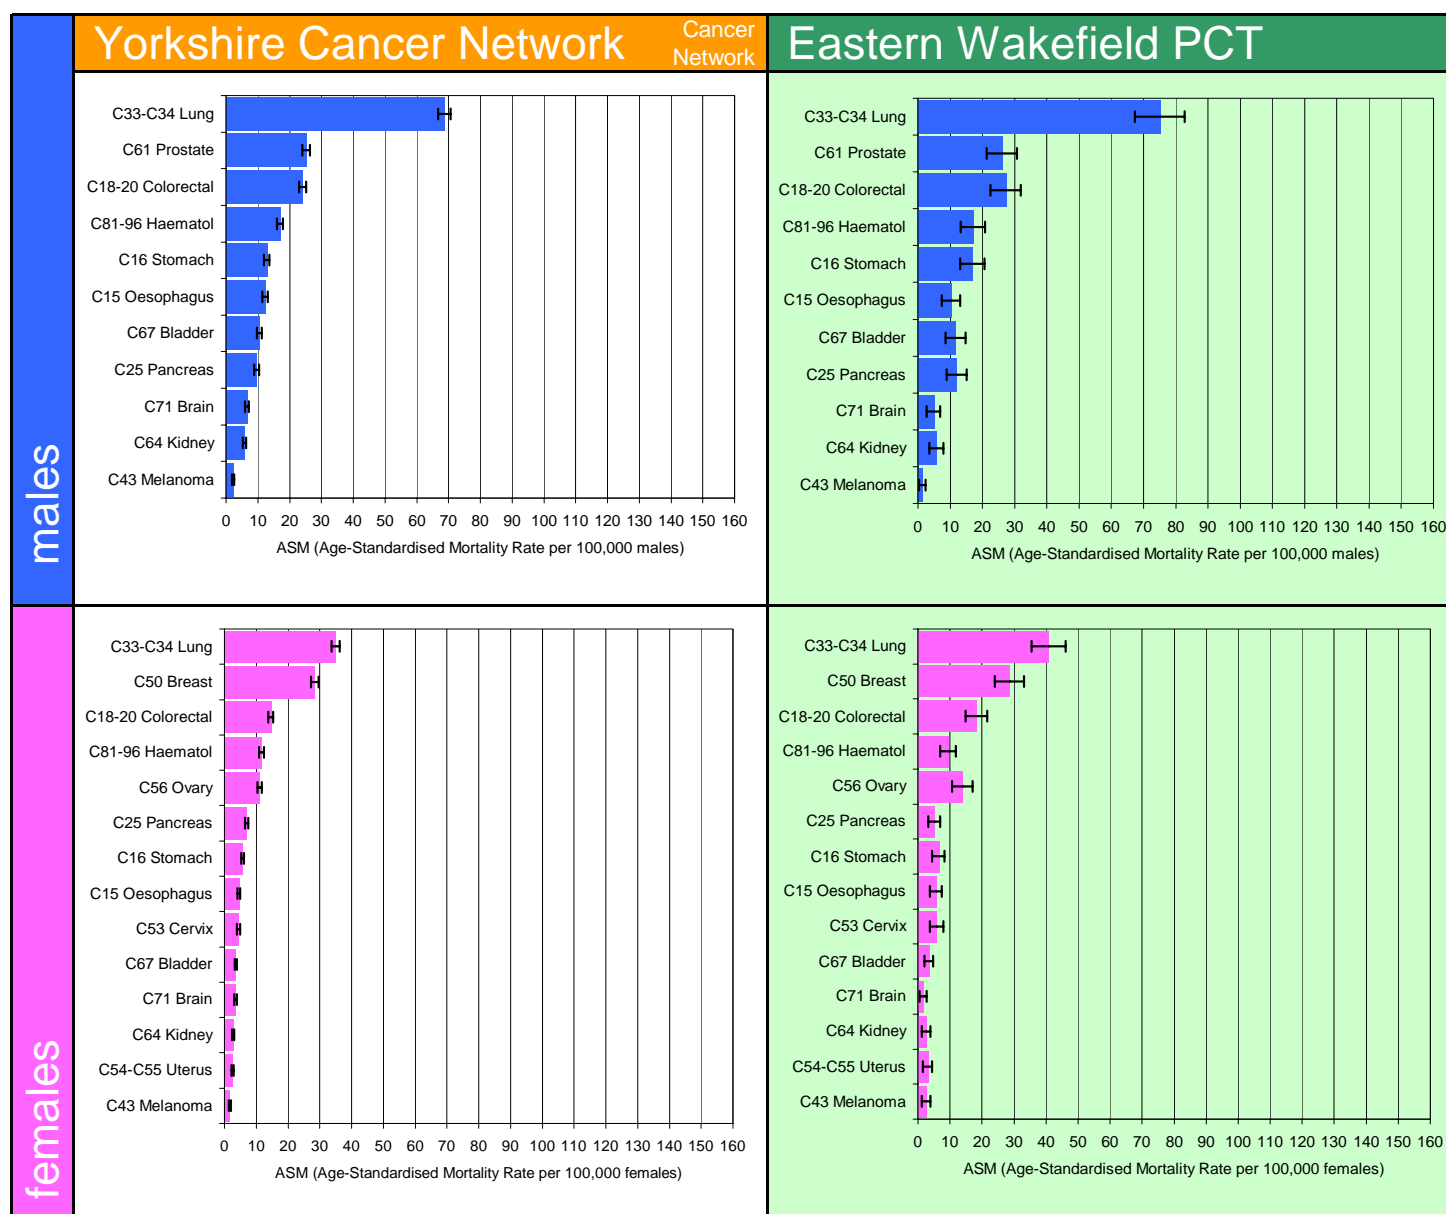 Yorkshire Cancer Network
Cancer
Network
Eastern Wakefield PCT
males
C33-C34 Lung
C61 Prostate
C18-20 Colorectal
C81-96 Haematol
C16 Stomach
C15 Oesophagus
C67 Bladder
C25 Pancreas
C71 Brain
C64 Kidney
C43 Melanoma
0 10 20 30 40 50 60 70 80 90 100 110 120 130 140 150 160
ASM (Age-Standardised Mortality Rate per 100,000 males)
C33-C34 Lung
C61 Prostate
C18-20 Colorectal
C81-96 Haematol
C16 Stomach
C15 Oesophagus
C67 Bladder
C25 Pancreas
C71 Brain
C64 Kidney
C43 Melanoma
0 10 20 30 40 50 60 70 80 90 100 110 120 130 140 150 160
ASM (Age-Standardised Mortality Rate per 100,000 males)
females
C33-C34 Lung
C50 Breast
C18-20 Colorectal
C81-96 Haematol
C56 Ovary
C25 Pancreas
C16 Stomach
C15 Oesophagus
C53 Cervix
C67 Bladder
C71 Brain
C64 Kidney
C54-C55 Uterus
C43 Melanoma
0 10 20 30 40 50 60 70 80 90 100 110 120 130 140 150 160
ASM (Age-Standardised Mortality Rate per 100,000 females)
C33-C34 Lung
C50 Breast
C18-20 Colorectal
C81-96 Haematol
C56 Ovary
C25 Pancreas
C16 Stomach
C15 Oesophagus
C53 Cervix
C67 Bladder
C71 Brain
C64 Kidney
C54-C55 Uterus
C43 Melanoma
0 10 20 30 40 50 60 70 80 90 100 110 120 130 140 150 160
ASM (Age-Standardised Mortality Rate per 100,000 females)